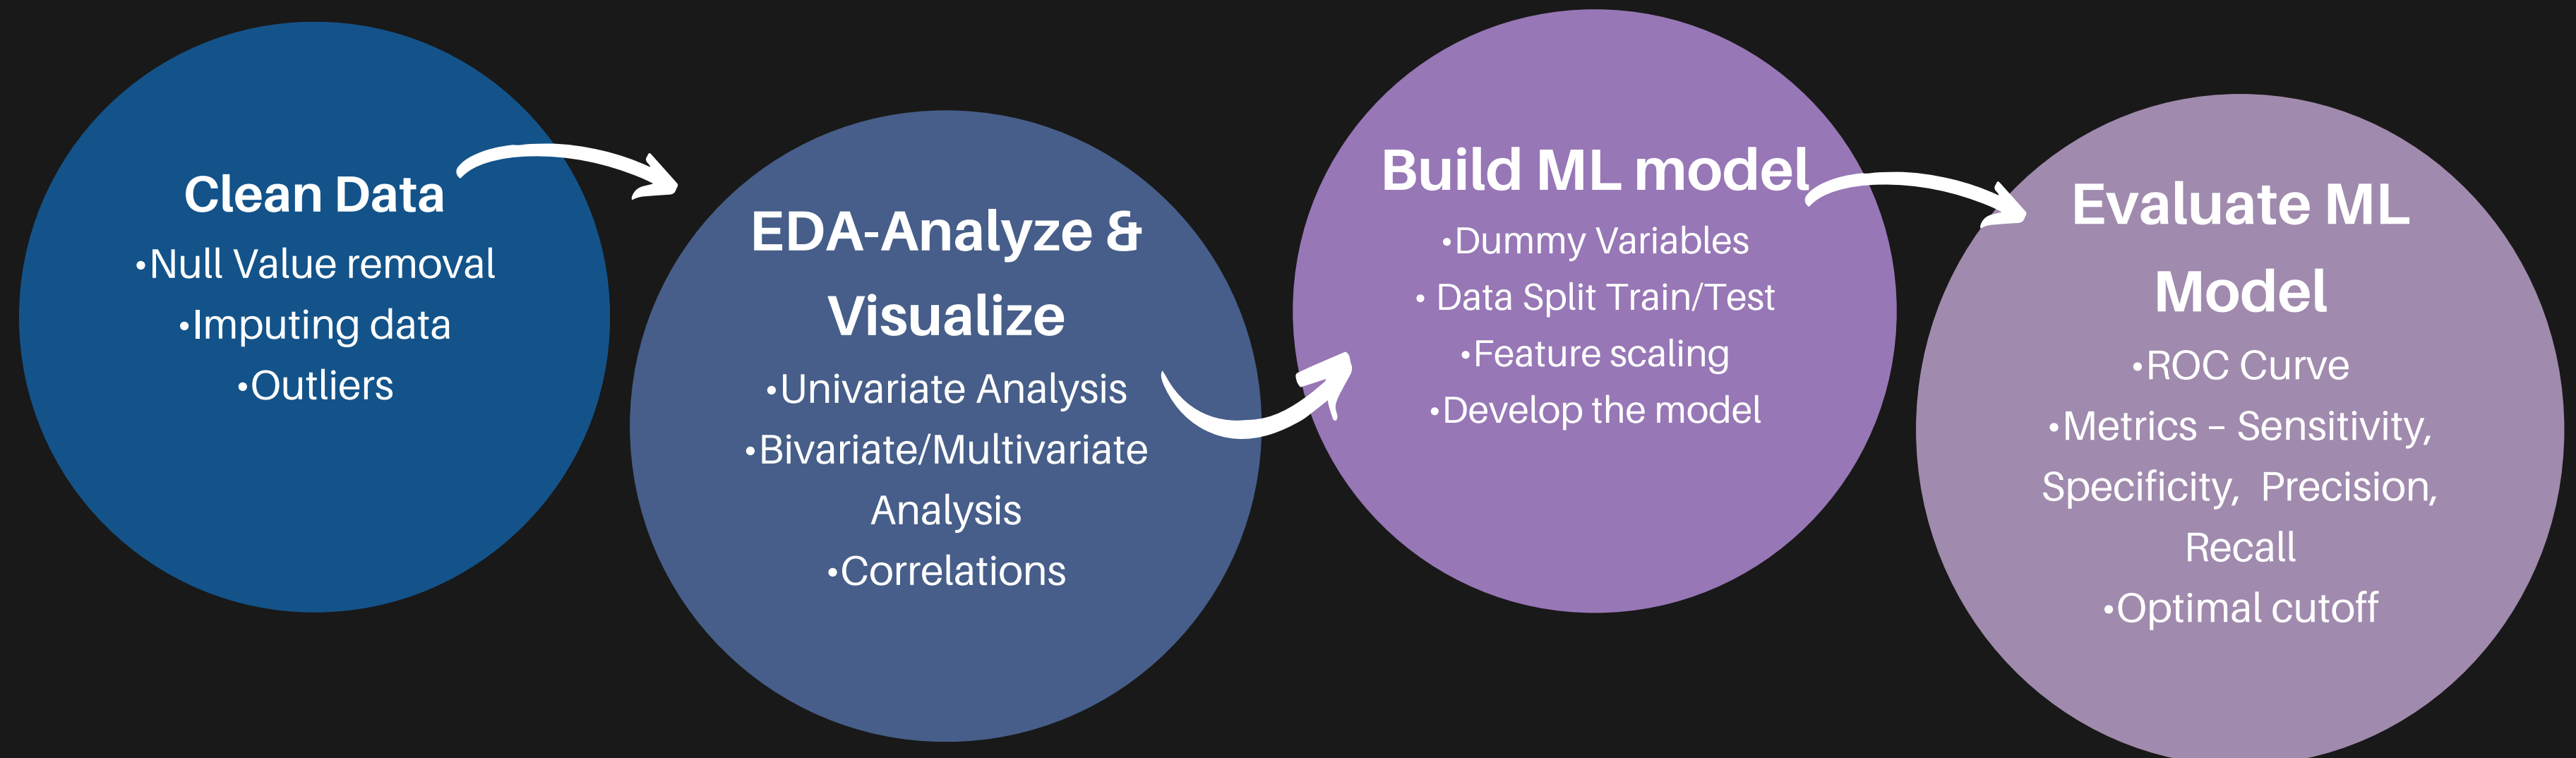 Clean Data
•Null Value removal
•Imputing data
•Outliers
EDA-Analyze &
Visualize
•Univariate Analysis
•Bivariate/Multivariate
Analysis
•Correlations
Build ML model
•Dummy Variables
• Data Split Train/Test
•Feature scaling
•Develop the model
Evaluate ML
Model
•ROC Curve
•Metrics – Sensitivity,
Specificity, Precision,
Recall
•Optimal cutoff